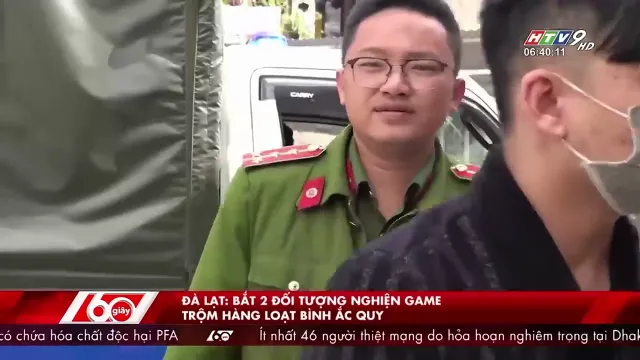 HTV9 HD
06:40:11
CARRY
60 giây
ĐÀ LẠT: BẮT 2 ĐỐI TƯỢNG NGHIỆN GAME
TRỘM HÀNG LOẠT BÌNH ẮC QUY
có chứa hóa chất độc hại PFA
Ít nhất 46 người thiệt mạng do hỏa hoạn nghiêm trọng tại Dhak